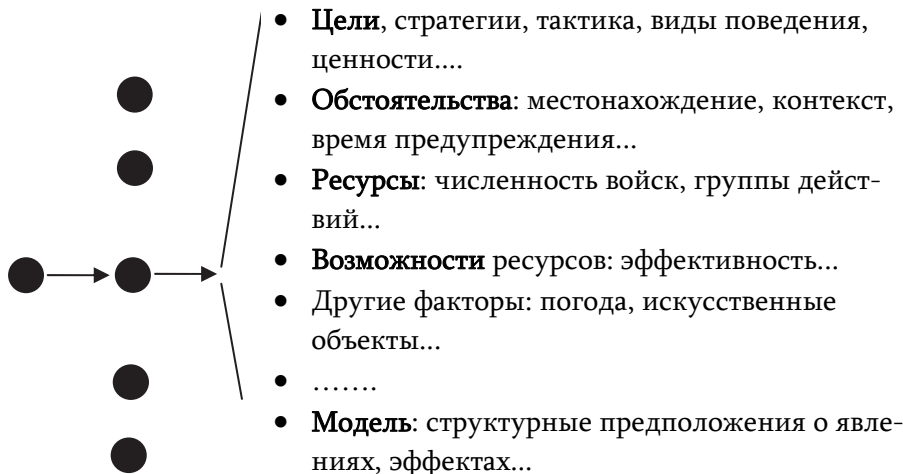 • Цели, стратегии, тактика, виды поведения,
ценности....
• Обстоятельства: местонахождение, контекст,
время предупреждения...
• Ресурсы: численность войск, группы дейст-
вий...
• Возможности ресурсов: эффективность...
• Другие факторы: погода, искусственные
объекты...
• .......
• Модель: структурные предположения о явле-
ниях, эффектах...